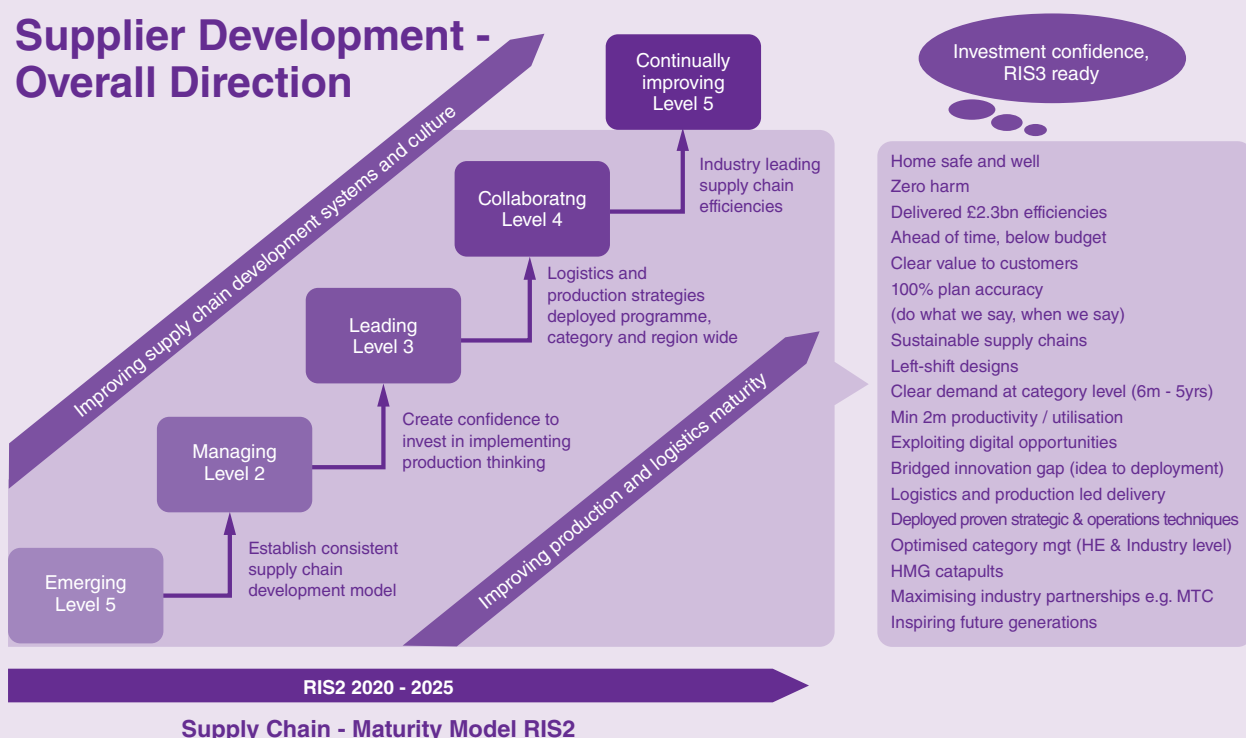 Supplier Development -
Overall Direction
Improving supply chain development systems and culture
Continually
improving
Level 5
Industry leading
supply chain
efficiencies
Collaboratng
Level 4
Logistics and
production strategies
deployed programme,
category and region wide
Leading
Level 3
Create confidence to
invest in implementing
production thinking
Managing
Level 2
Establish consistent
supply chain
development model
Emerging
Level 5
Improving production and logistics maturity
RIS2 2020 - 2025
Supply Chain - Maturity Model RIS2
Investment confidence,
RIS3 ready
Home safe and well
Zero harm
Delivered £2.3bn efficiencies
Ahead of time, below budget
Clear value to customers
100% plan accuracy
(do what we say, when we say)
Sustainable supply chains
Left-shift designs
Clear demand at category level (6m - 5yrs)
Min 2m productivity / utilisation
Exploiting digital opportunities
Bridged innovation gap (idea to deployment)
Logistics and production led delivery
Deployed proven strategic & operations techniques
Optimised category mgt (HE & Industry level)
HMG catapults
Maximising industry partnerships e.g. MTC
Inspiring future generations